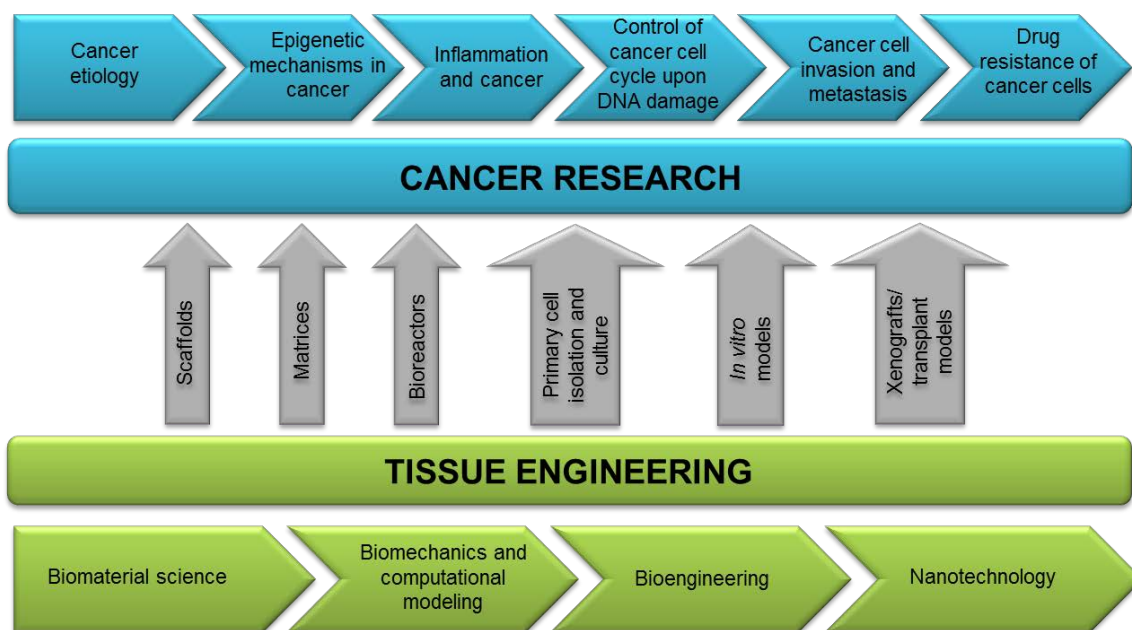 Cancer
etiology
Epigenetic
mechanisms in
cancer
Inflammation
and cancer
Control of
cancer cell
cycle upon
DNA damage
Cancer cell
invasion and
metastasis
Drug
resistance of
cancer cells
CANCER RESEARCH
Scaffolds
Matrices
Bioreactors
Primary cell
isolation and
culture
In vitro
models
Xenografts/
transplant
models
TISSUE ENGINEERING
Biomaterial science
Biomechanics and
computational
modeling
Bioengineering
Nanotechnology